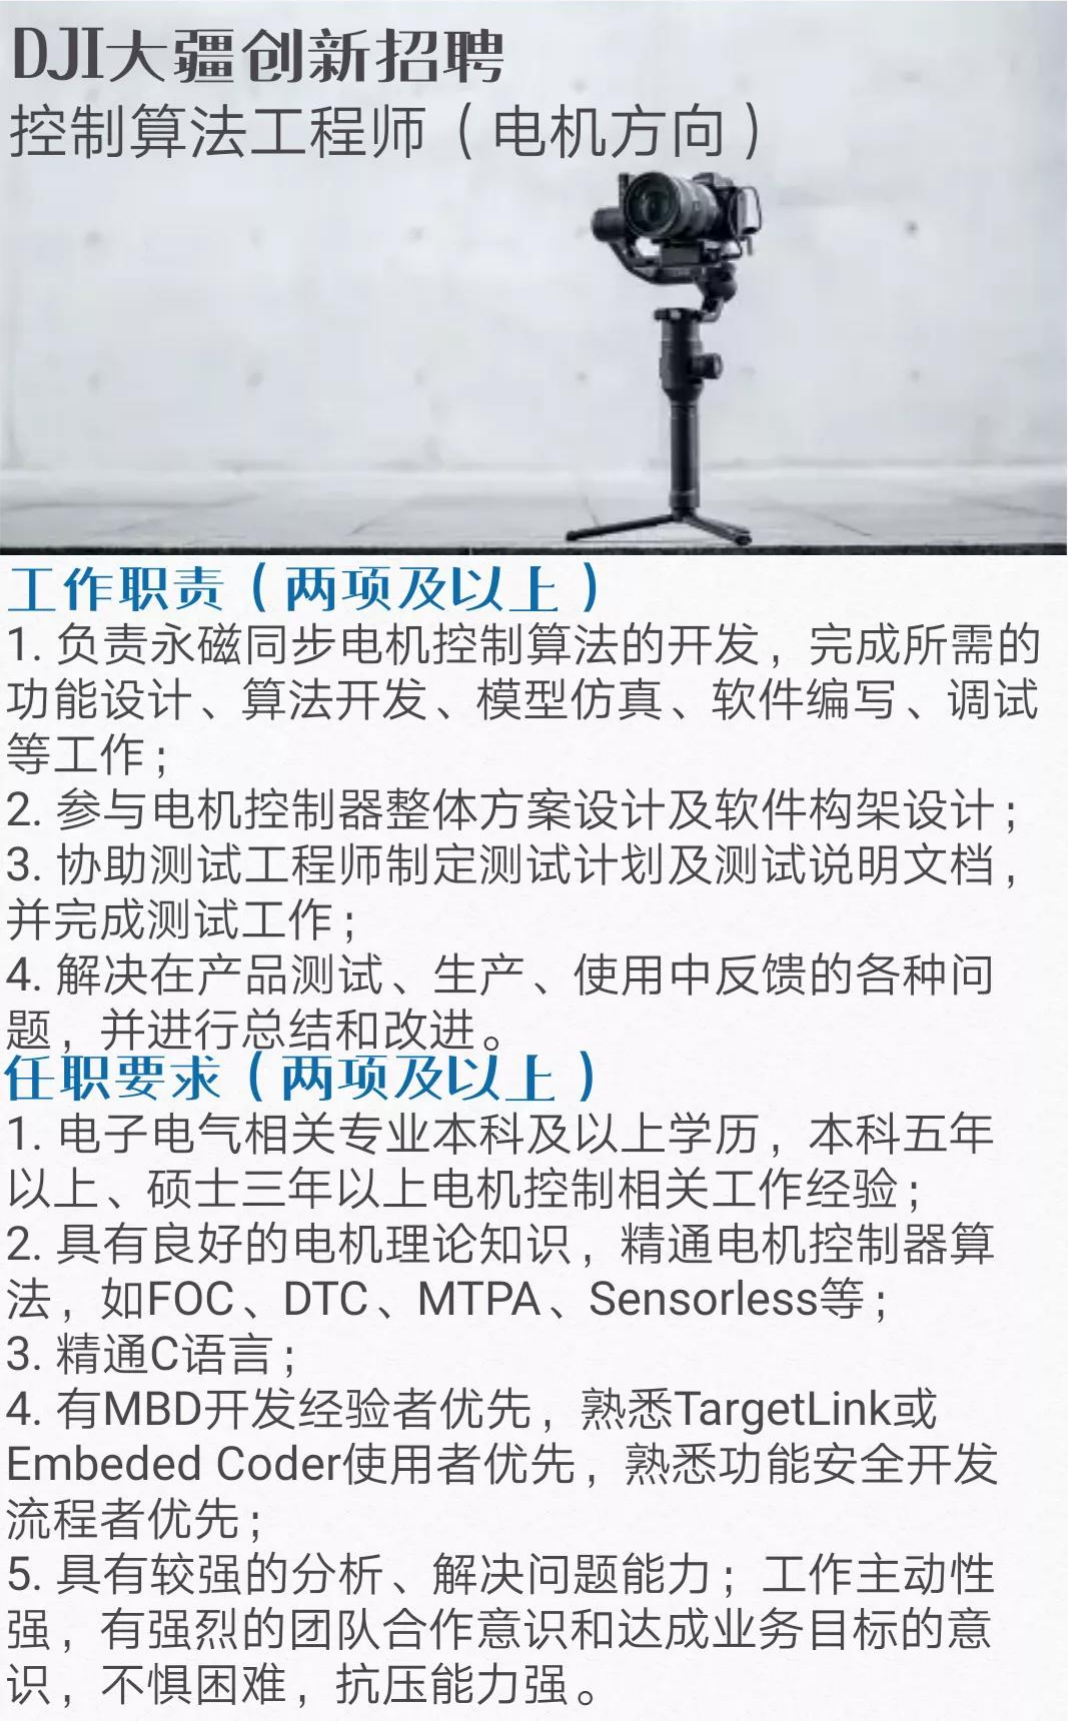 DJI大疆创新招聘
控制算法工程师（电机方向）
工作职责（两项及以上）
1. 负责永磁同步电机控制算法的开发，完成所需的
功能设计、算法开发、模型仿真、软件编写、调试
等工作；
2. 参与电机控制器整体方案设计及软件构架设计；
3. 协助测试工程师制定测试计划及测试说明文档，
并完成测试工作；
4. 解决在产品测试、生产、使用中反馈的各种问
题，并进行总结和改进。
任职要求（两项及以上）
1. 电子电气相关专业本科及以上学历，本科五年
以上、硕士三年以上电机控制相关工作经验；
2. 具有良好的电机理论知识，精通电机控制器算
法，如FOC、DTC、MTPA、Sensorless等；
3. 精通C语言；
4. 有MBD开发经验者优先，熟悉TargetLink或
Embeded Coder使用者优先，熟悉功能安全开发
流程者优先；
5. 具有较强的分析、解决问题能力；工作主动性
强，有强烈的团队合作意识和达成业务目标的意
识，不惧困难，抗压能力强。